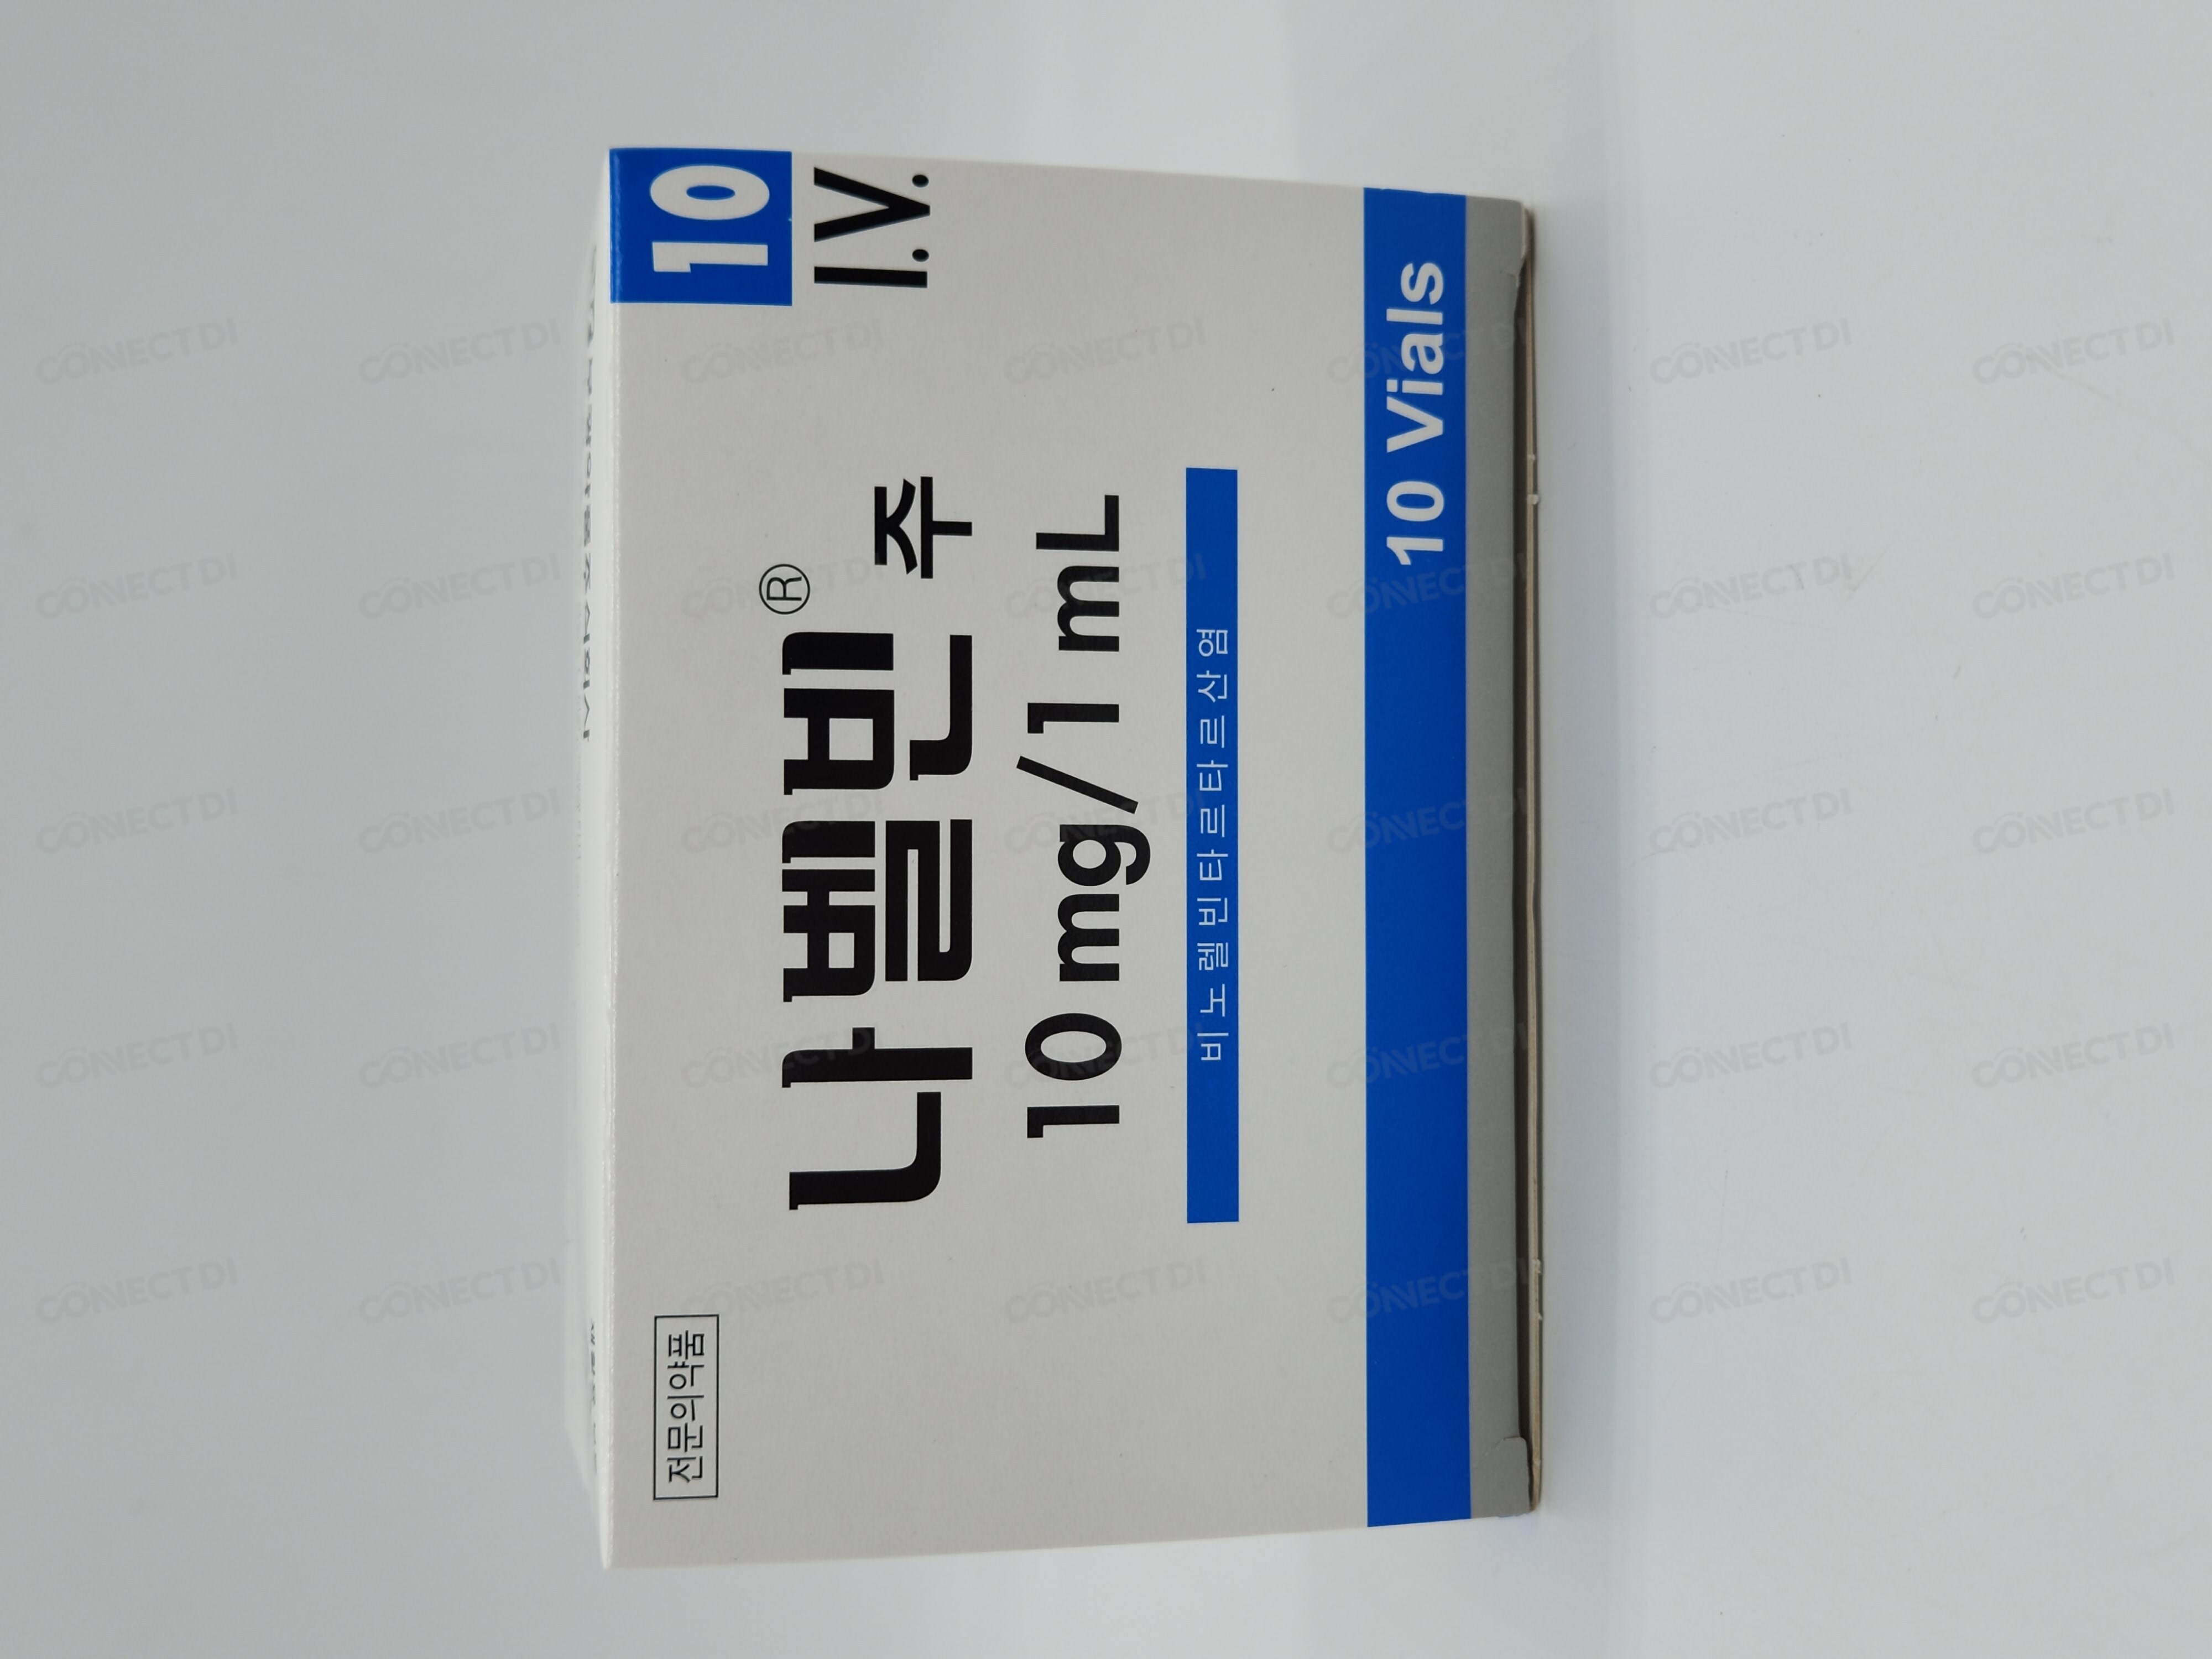 10
I.V.
전문의약품
나벨빈® 주
10 mg/1 mL
비노렐빈타르타르산염
10 Vials
CONNECTDI